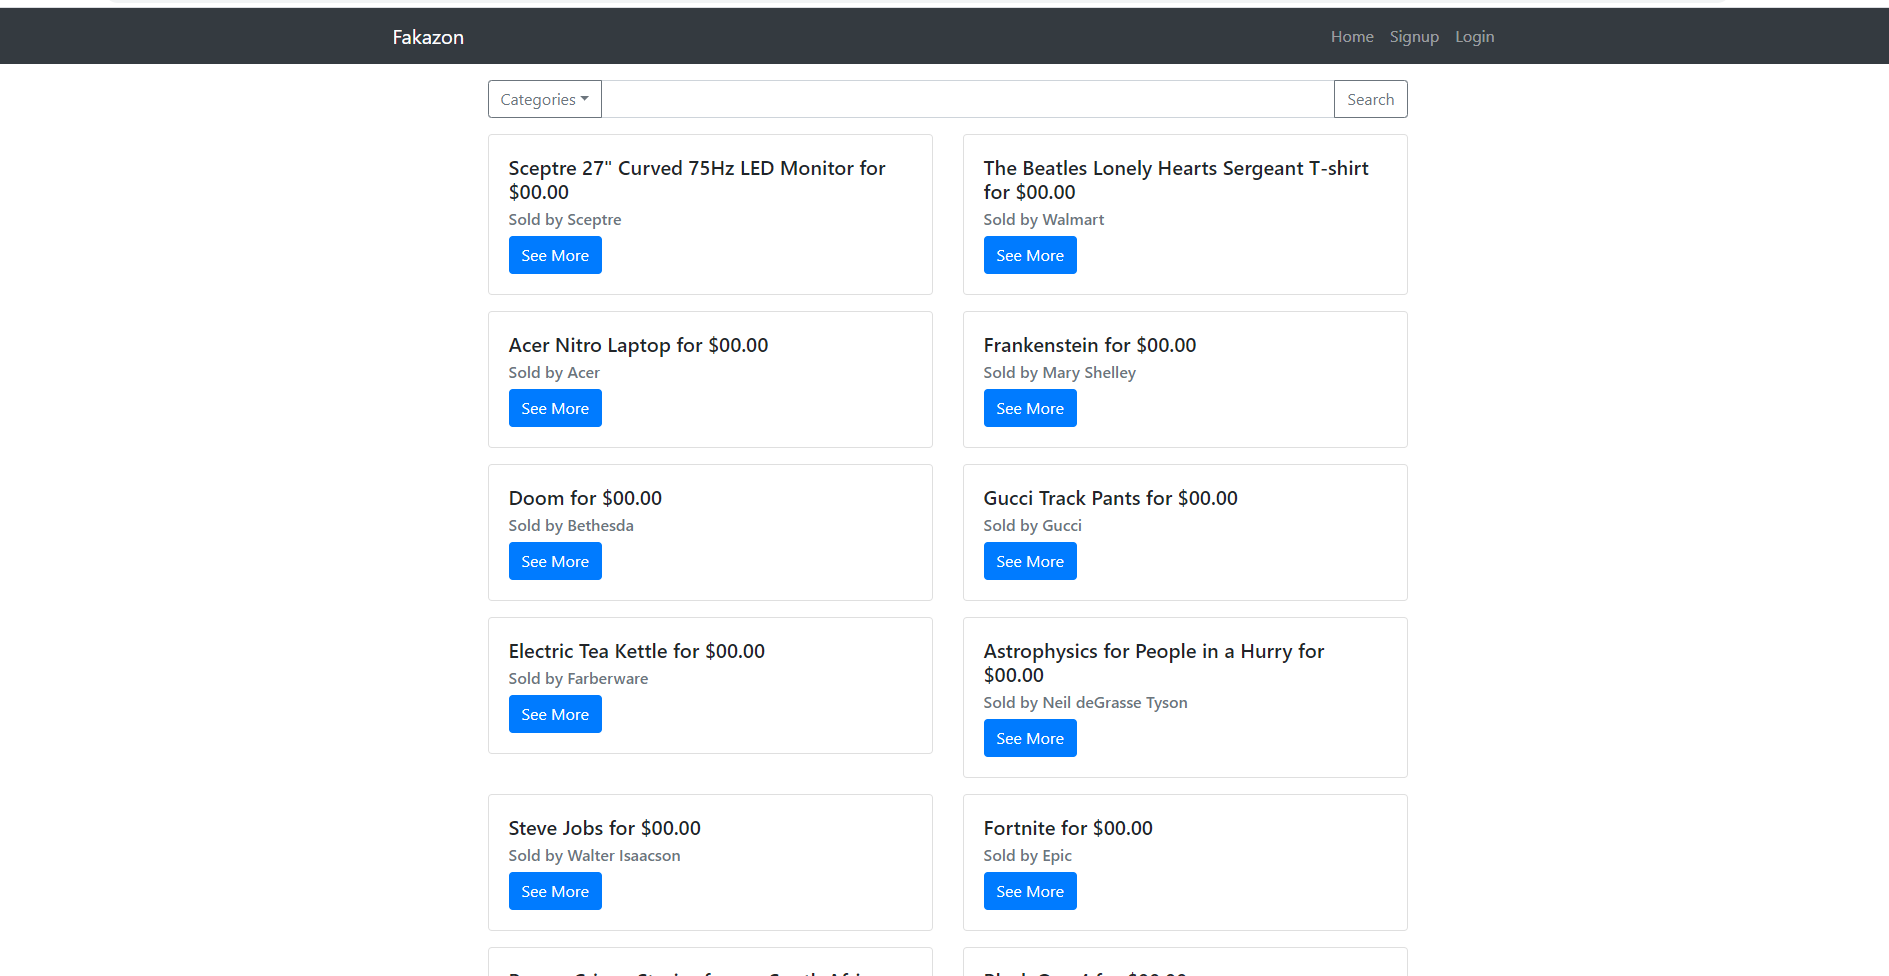 Fakazon
Home Signup Login
Categories
Search
Sceptre 27" Curved 75Hz LED Monitor for
$00.00
Sold by Sceptre
See More
The Beatles Lonely Hearts Sergeant T-shirt
for $00.00
Sold by Walmart
See More
Acer Nitro Laptop for $00.00
Sold by Acer
See More
Frankenstein for $00.00
Sold by Mary Shelley
See More
Doom for $00.00
Sold by Bethesda
See More
Gucci Track Pants for $00.00
Sold by Gucci
See More
Electric Tea Kettle for $00.00
Sold by Farberware
See More
Astrophysics for People in a Hurry for
$00.00
Sold by Neil deGrasse Tyson
See More
Steve Jobs for $00.00
Sold by Walter Isaacson
See More
Fortnite for $00.00
Sold by Epic
See More